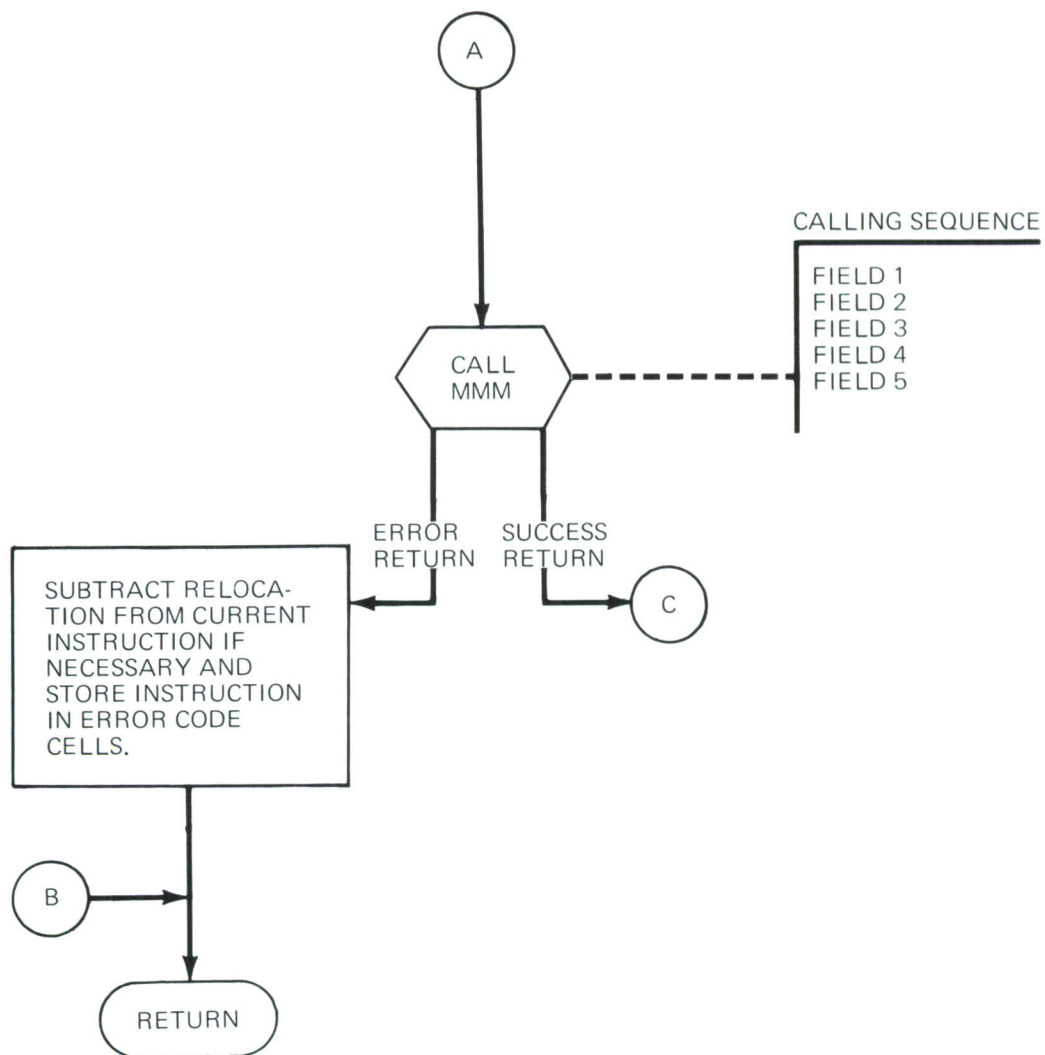 A
CALLING SEQUENCE
FIELD 1
FIELD 2
FIELD 3
FIELD 4
FIELD 5
CALL
MMM
ERROR
RETURN
SUCCESS
RETURN
SUBTRACT RELOCA-
TION FROM CURRENT
INSTRUCTION IF
NECESSARY AND
STORE INSTRUCTION
IN ERROR CODE
CELLS.
C
B
RETURN